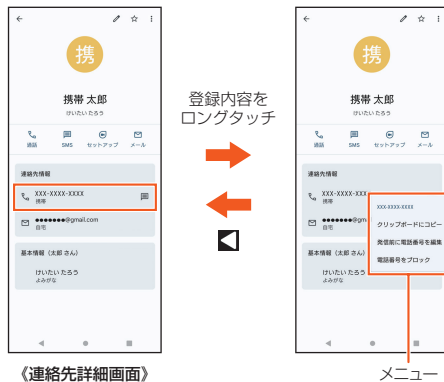 携
携帯 太郎
けいたい たろう
通話 SMS セットアップ メール
連絡先情報
XXX-XXXX-XXXX
携帯
●●●●●●●@gmail.com
自宅
基本情報（太郎 さん）
けいたい たろう
よみがな
《連絡先詳細画面》
登録内容を
ロングタッチ
携
携帯 太郎
けいたい たろう
通話 SMS セットアップ メール
連絡先情報
XXX-XXXX-XXX
携帯
●●●●●●●@gm
自宅
基本情報（太郎 さん）
けいたい たろう
よみがな
XXX-XXXX-XXXX
クリップボードにコピー
発信前に電話番号を編集
電話番号をブロック
メニュー